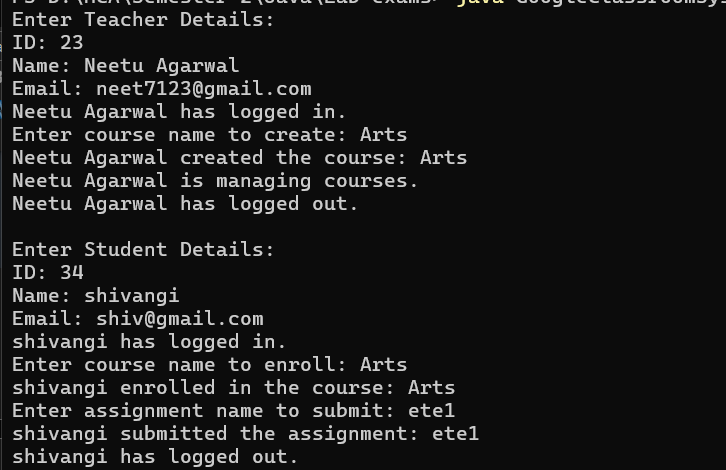 Enter Teacher Details:
ID: 23
Name: Neetu Agarwal
Email: neet7123@gmail.com
Neetu Agarwal has logged in.
Enter course name to create: Arts
Neetu Agarwal created the course: Arts
Neetu Agarwal is managing courses.
Neetu Agarwal has logged out.
Enter Student Details:
ID: 34
Name: shivangi
Email: shiv@gmail.com
shivangi has logged in.
Enter course name to enroll: Arts
shivangi enrolled in the course: Arts
Enter assignment name to submit: ete1
shivangi submitted the assignment: ete1
shivangi has logged out.